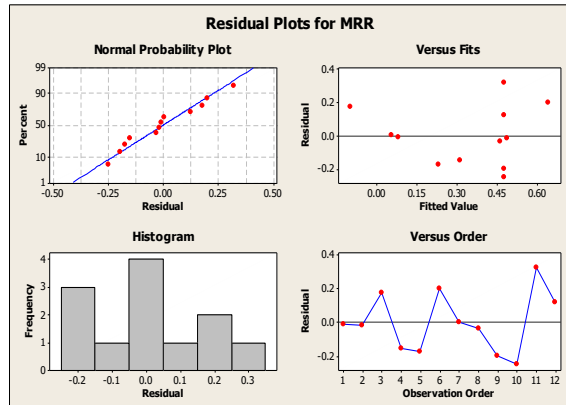 Residual Plots for MRR
Normal Probability Plot
Versus Fits
99
90
50
10
1
Percent
-0.50 -0.25 0.00 0.25 0.50
Residual
0.4
0.2
0.0
-0.2
Residual
0.00 0.15 0.30 0.45 0.60
Fitted Value
Histogram
Versus Order
4
3
2
1
0
Frequency
-0.2 -0.1 0.0 0.1 0.2 0.3
Residual
0.4
0.2
0.0
-0.2
Residual
1 2 3 4 5 6 7 8 9 10 11 12
Observation Order